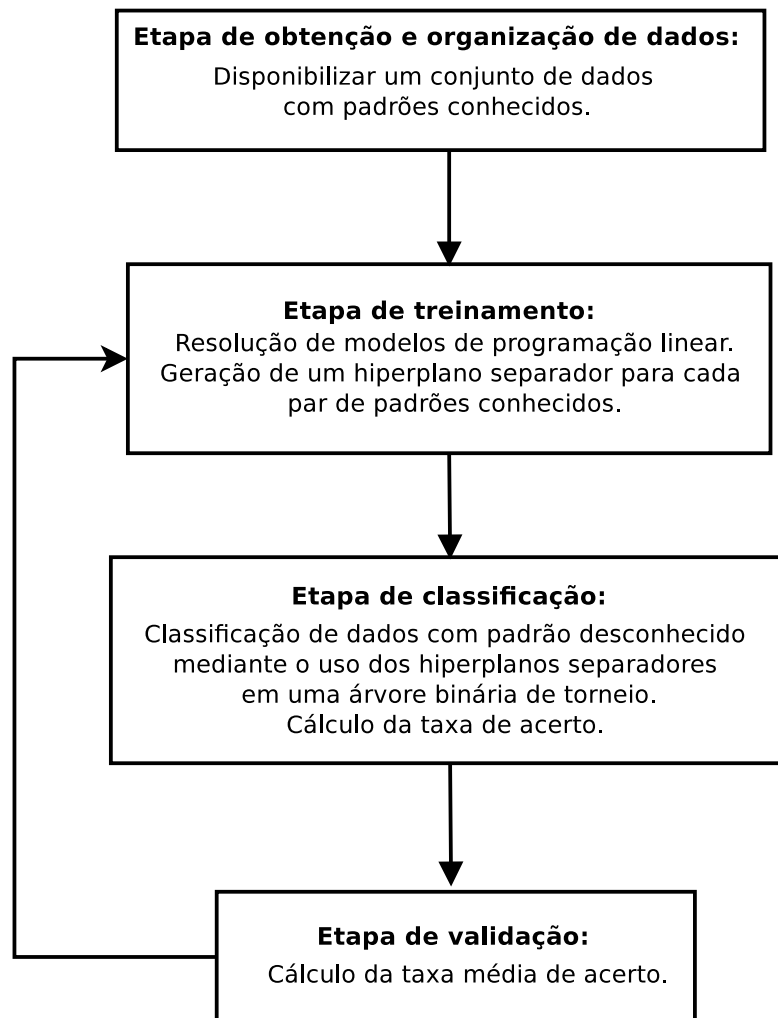 Etapa de obtenção e organização de dados:
Disponibilizar um conjunto de dados
com padrões conhecidos.
Etapa de treinamento:
Resolução de modelos de programação linear.
Geração de um hiperplano separador para cada
par de padrões conhecidos.
Etapa de classificação:
Classificação de dados com padrão desconhecido
mediante o uso dos hiperplanos separadores
em uma árvore binária de torneio.
Cálculo da taxa de acerto.
Etapa de validação:
Cálculo da taxa média de acerto.